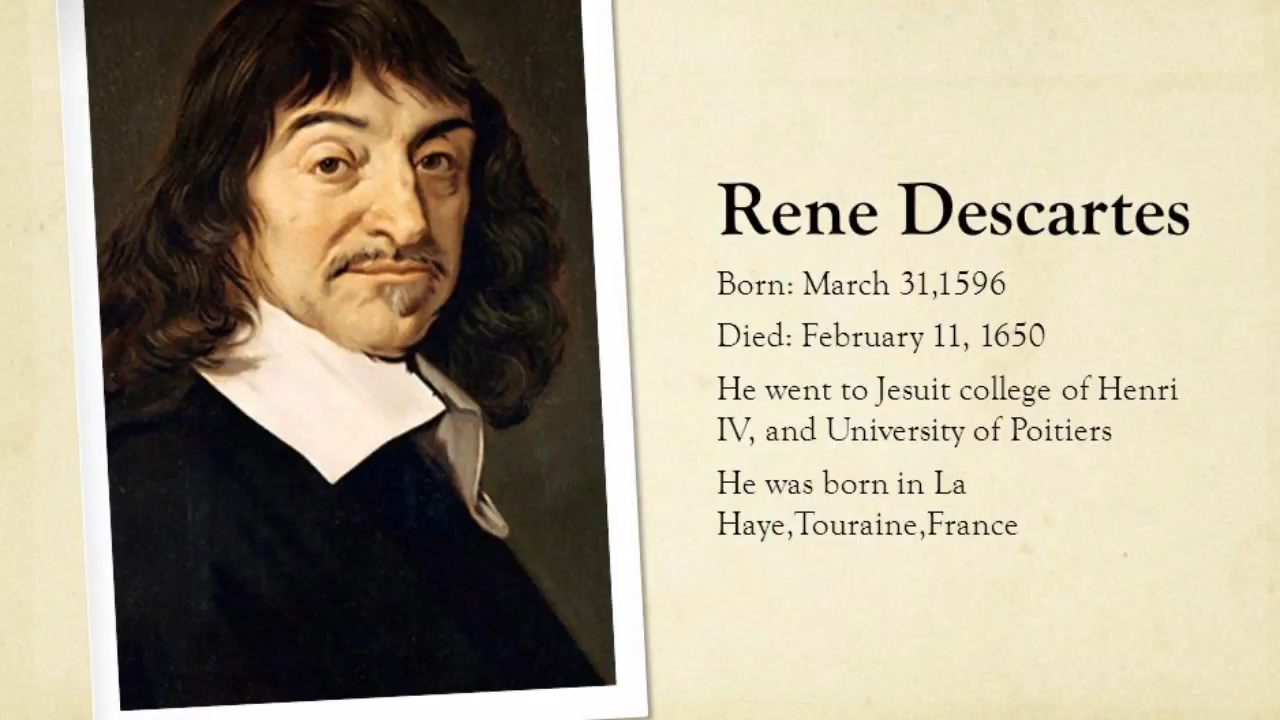 Rene Descartes
Born: March 31,1596
Died: February 11, 1650
He went to Jesuit college of Henri
IV, and University of Poitiers
He was born in La
Haye,Touraine,France